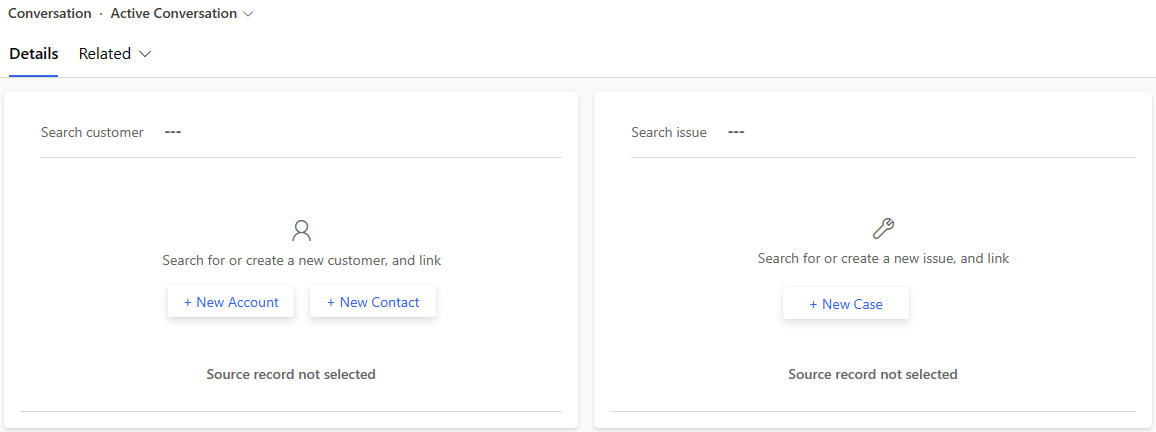 Conversation · Active Conversation
Details Related
Search customer ---
Search for or create a new customer, and link
+ New Account + New Contact
Source record not selected
Search issue ---
Search for or create a new issue, and link
+ New Case
Source record not selected